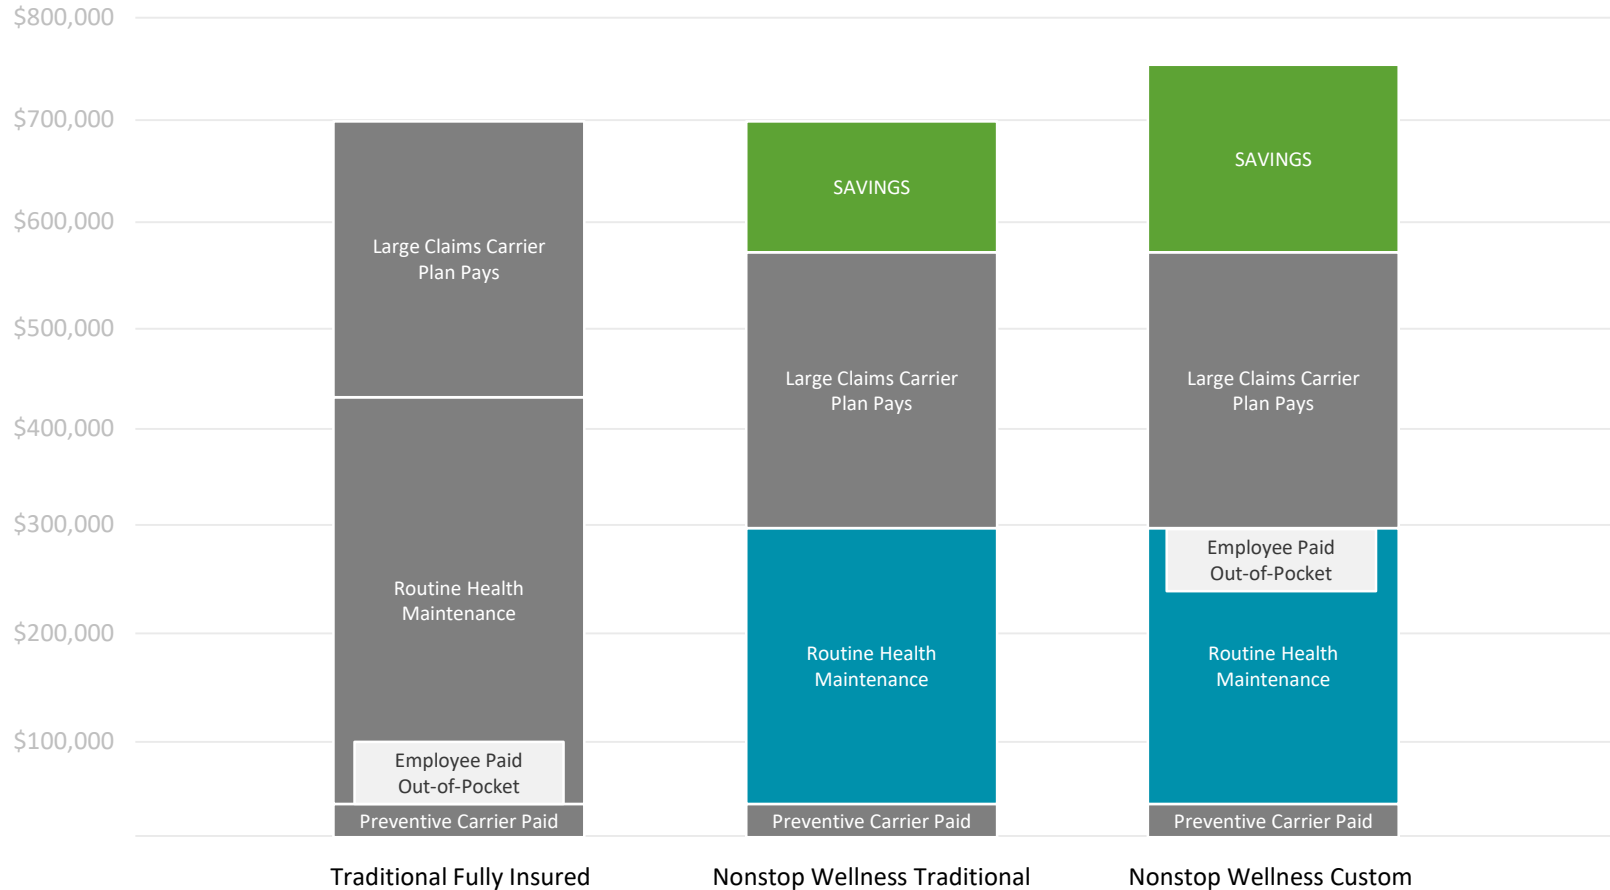 $800,000
$700,000
$600,000
$500,000
$400,000
$300,000
$200,000
$100,000
Large Claims Carrier
Plan Pays
Routine Health
Maintenance
Employee Paid
Out-of-Pocket
Preventive Carrier Paid
Traditional Fully Insured
SAVINGS
Large Claims Carrier
Plan Pays
Routine Health
Maintenance
Preventive Carrier Paid
Nonstop Wellness Traditional
SAVINGS
Large Claims Carrier
Plan Pays
Employee Paid
Out-of-Pocket
Routine Health
Maintenance
Preventive Carrier Paid
Nonstop Wellness Custom